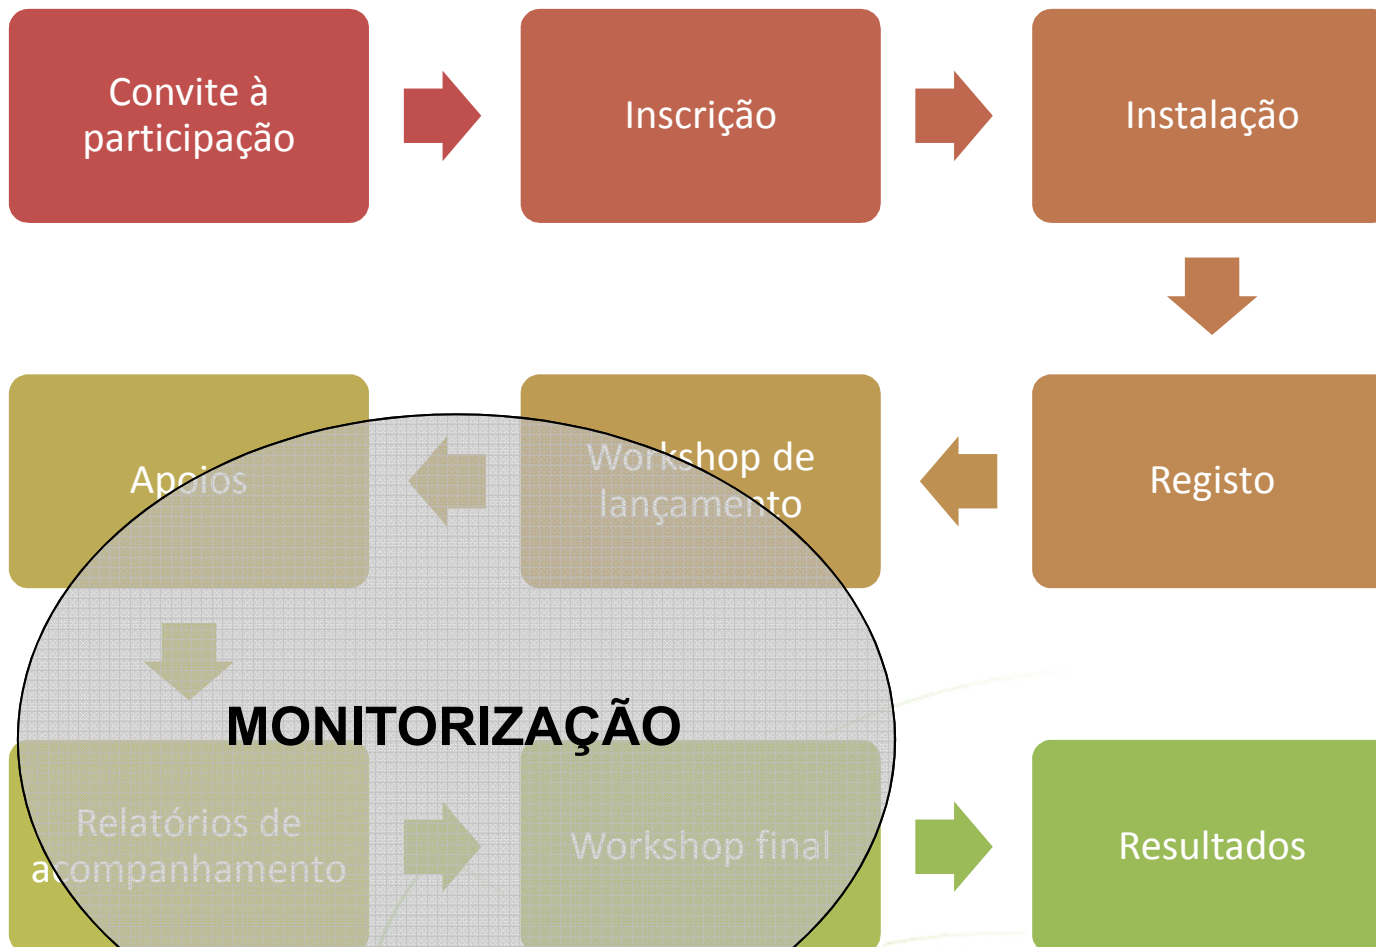 Convite à
participação
Inscrição
Instalação
Registo
Workshop de
lançamento
Apoios
MONITORIZAÇÃO
Relatórios de
acompanhamento
Workshop final
Resultados